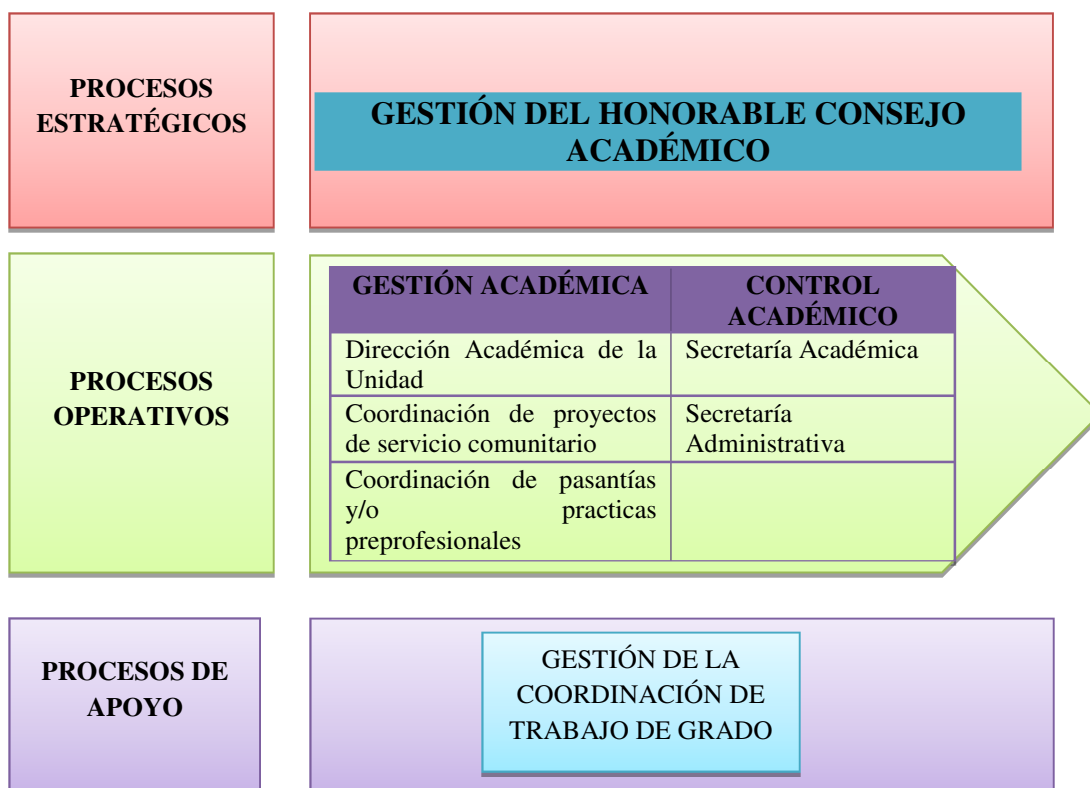 PROCESOS
ESTRATÉGICOS
GESTIÓN DEL HONORABLE CONSEJO
ACADÉMICO
PROCESOS
OPERATIVOS
GESTIÓN ACADÉMICA
CONTROL
ACADÉMICO
Dirección Académica de la
Unidad
Secretaría Académica
Coordinación de proyectos
de servicio comunitario
Secretaría
Administrativa
Coordinación de pasantías
y/o practicas
preprofesionales
PROCESOS DE
APOYO
GESTIÓN DE LA
COORDINACIÓN DE
TRABAJO DE GRADO